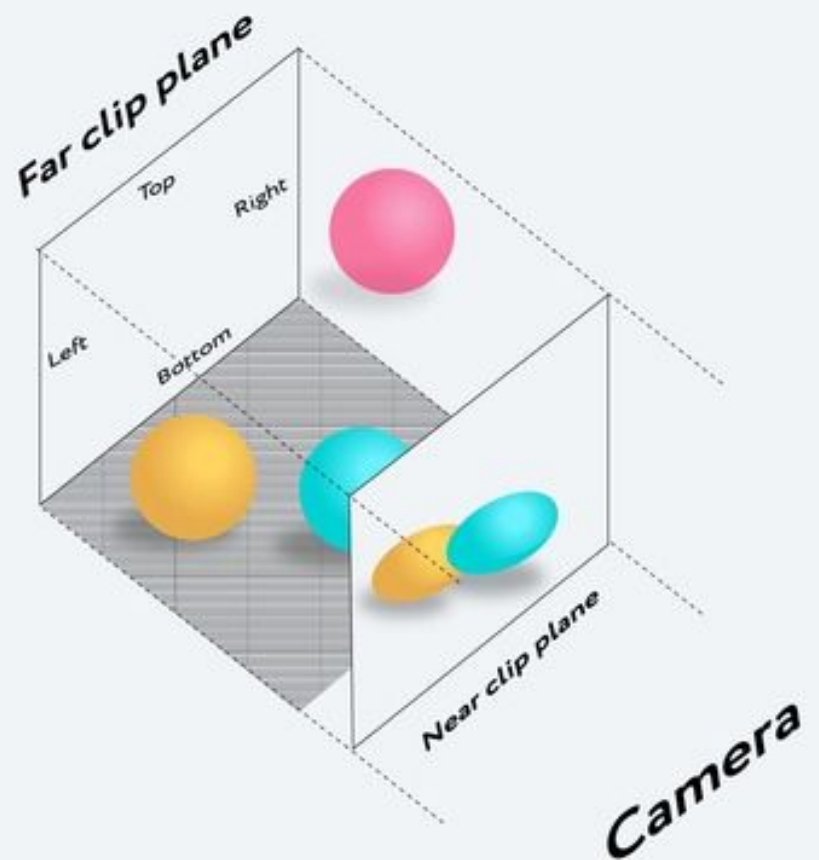 Far clip plane
Top
Right
Left
Bottom
Near clip plane
Camera